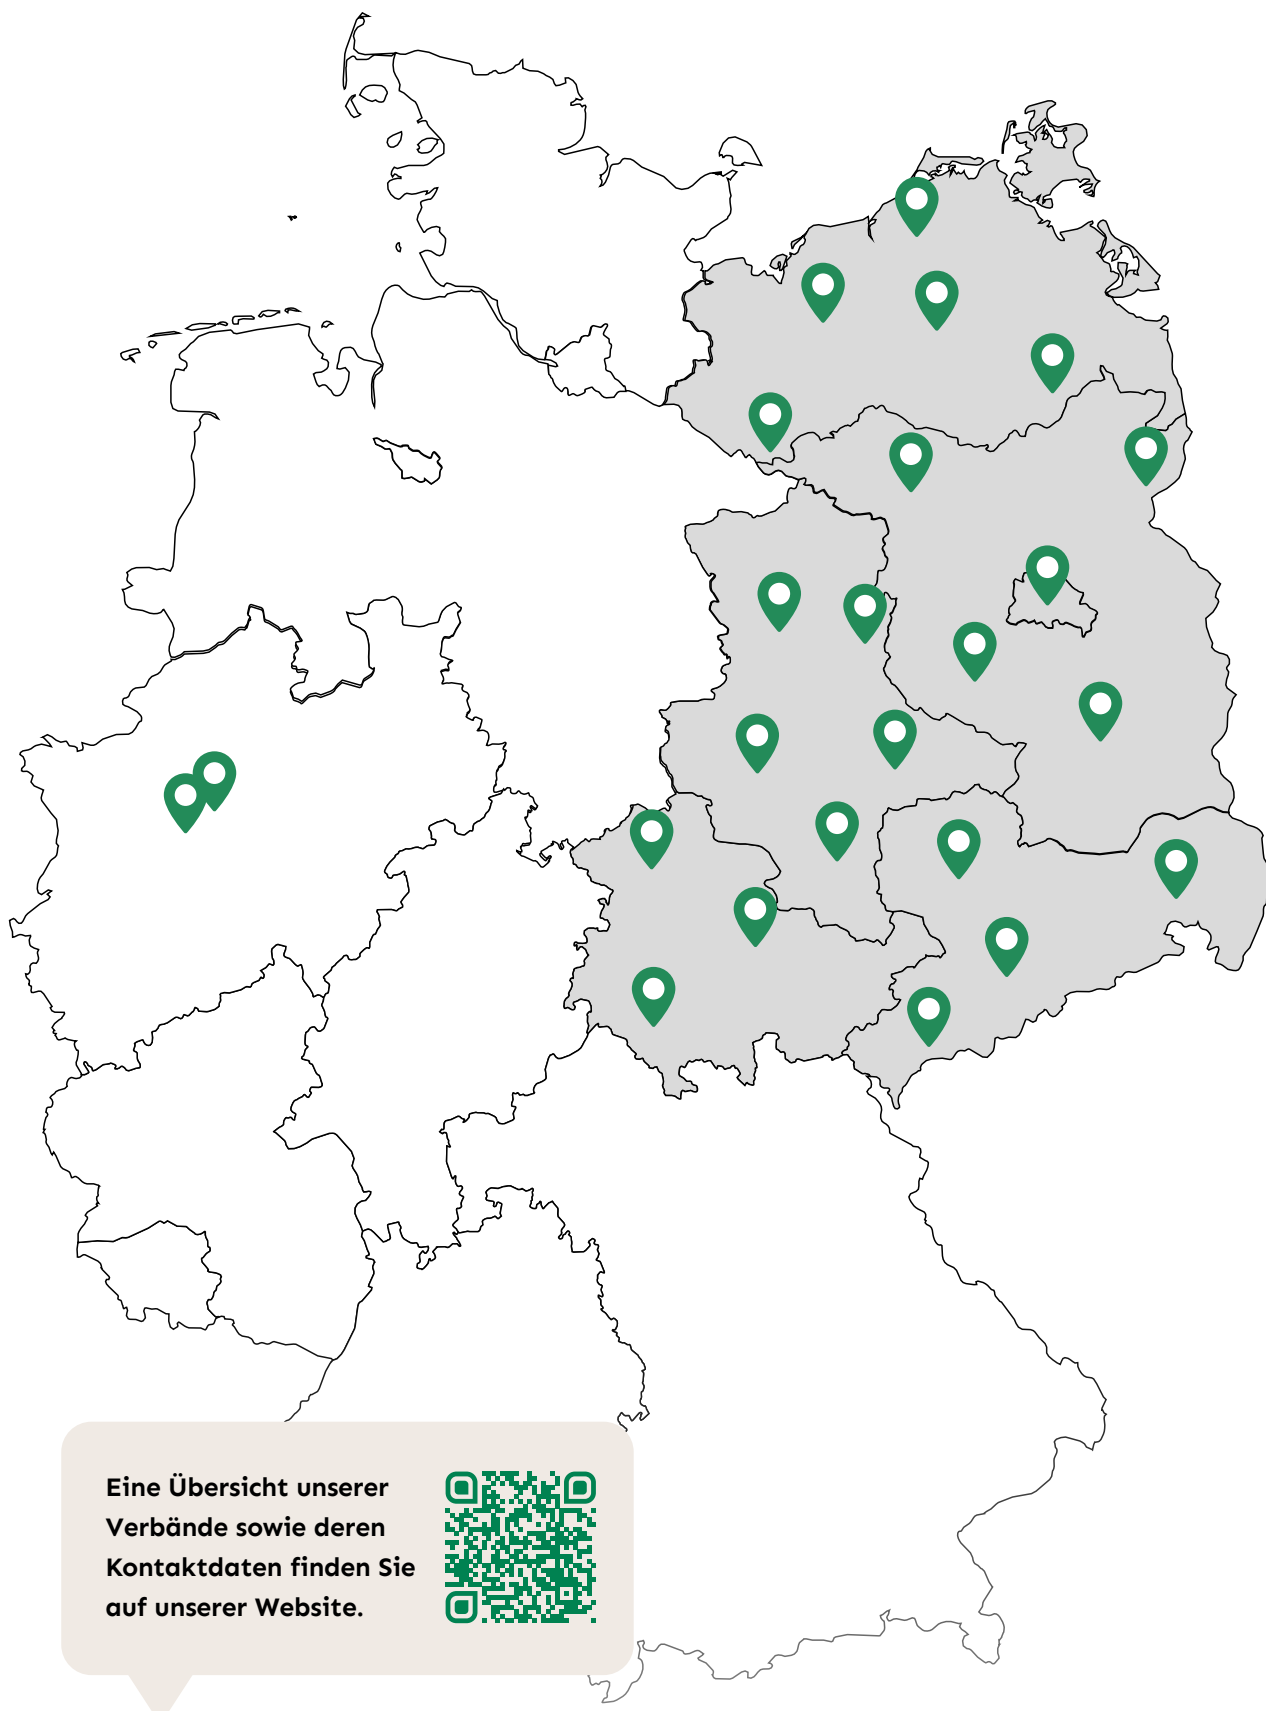 Eine Übersicht unserer
Verbände sowie deren
Kontaktdaten finden Sie
auf unserer Website.